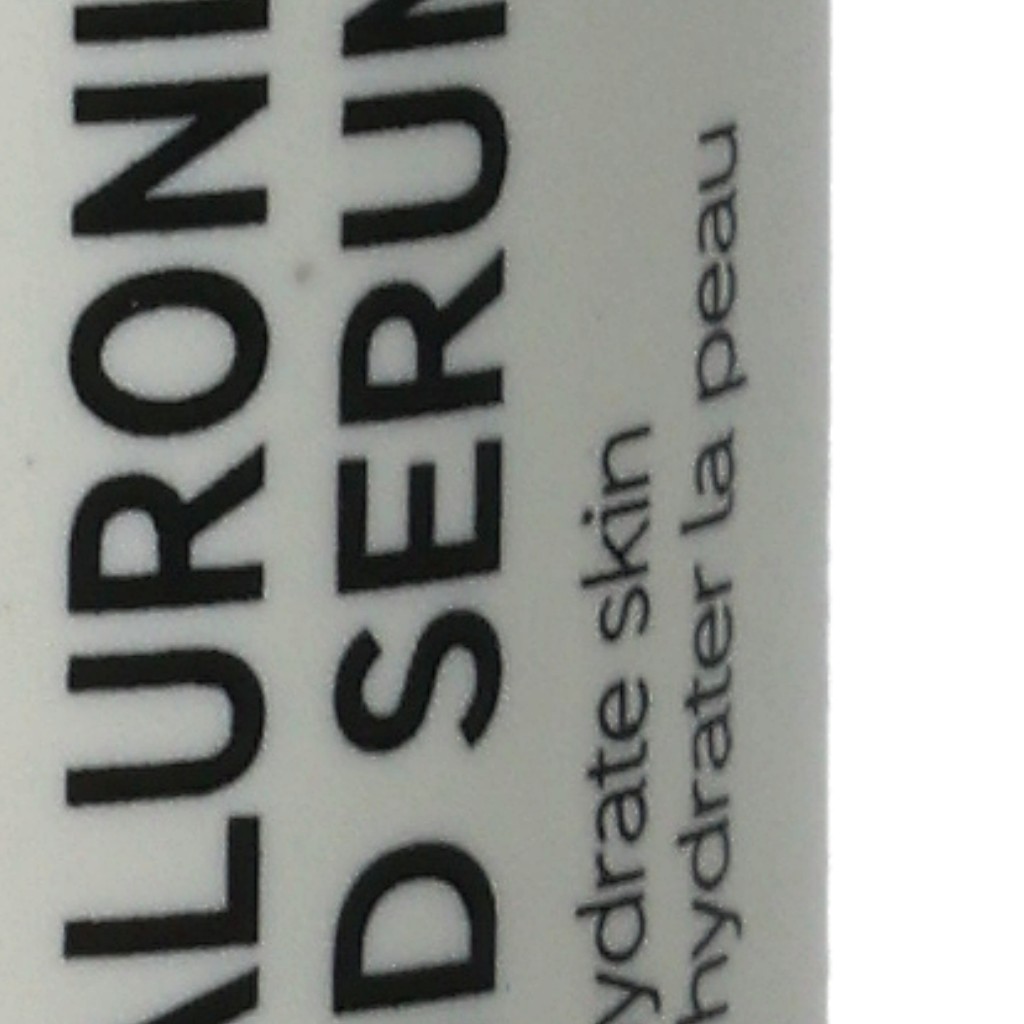 ALURONI
D SERUM
ydrate skin
hydrater la peau